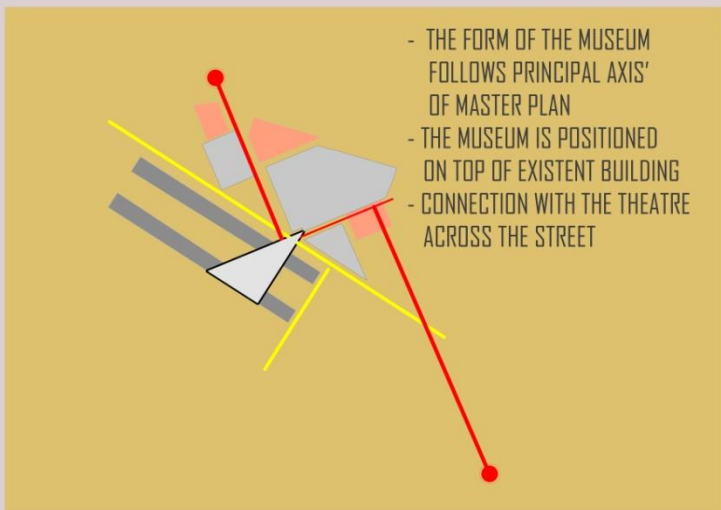 - THE FORM OF THE MUSEUM
FOLLOWS PRINCIPAL AXIS'
OF MASTER PLAN
- THE MUSEUM IS POSITIONED
ON TOP OF EXISTENT BUILDING
- CONNECTION WITH THE THEATRE
ACROSS THE STREET